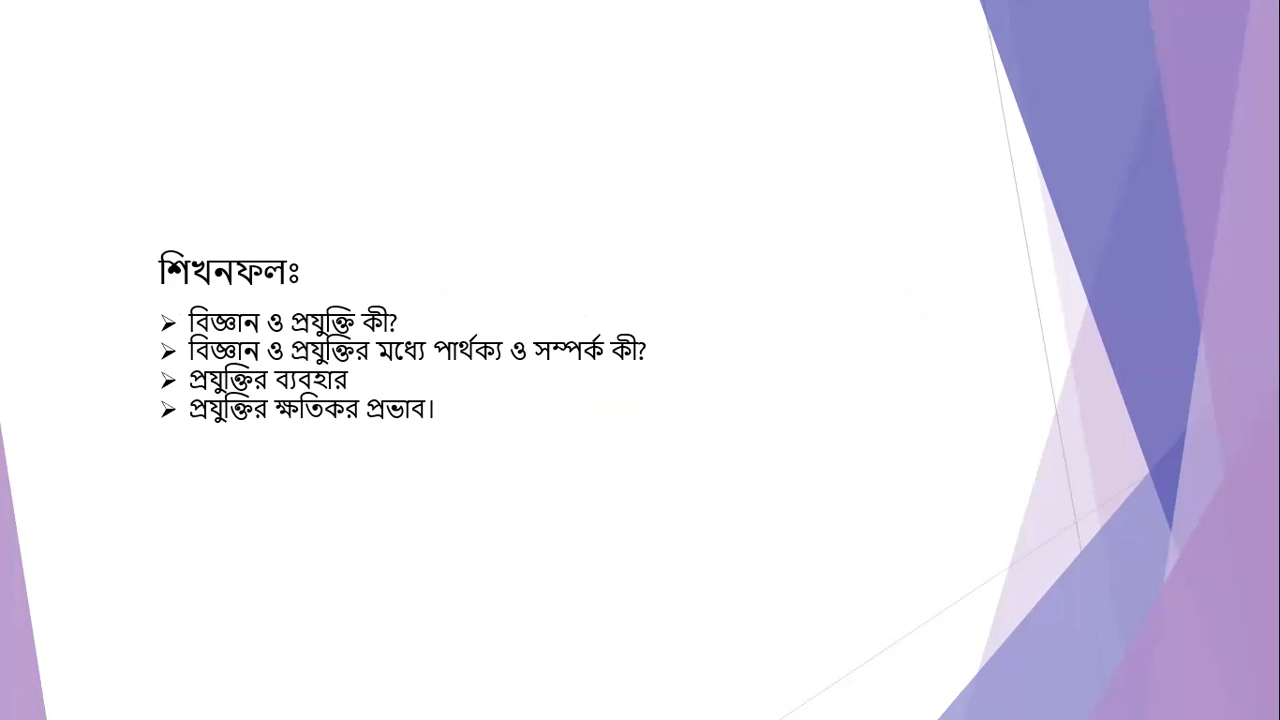 শিখনফলঃ
➢ বিজ্ঞান ও প্রযুক্তি কী?
➢ বিজ্ঞান ও প্রযুক্তির মধ্যে পার্থক্য ও সম্পর্ক কী?
➢ প্রযুক্তির ব্যবহার
➢ প্রযুক্তির ক্ষতিকর প্রভাব।